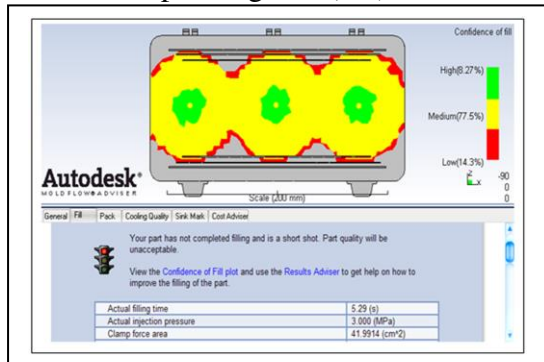 Confidence of fill
High(8.27%)
Medium(77.5%)
Low(14.3%)
-90
0
0
Z
X
Autodesk®
MOLDFLOW ADVISER
Scale (200 mm)
General Fill Pack Cooling Quality Sink Mark Cost Adviser
Your part has not completed filling and is a short shot. Part quality will be
unacceptable.
View the Confidence of Fill plot and use the Results Adviser to get help on how to
improve the filling of the part.
Actual filling time 5.29 (s)
Actual injection pressure 3.000 (MPa)
Clamp force area 41.9914 (cm^2)